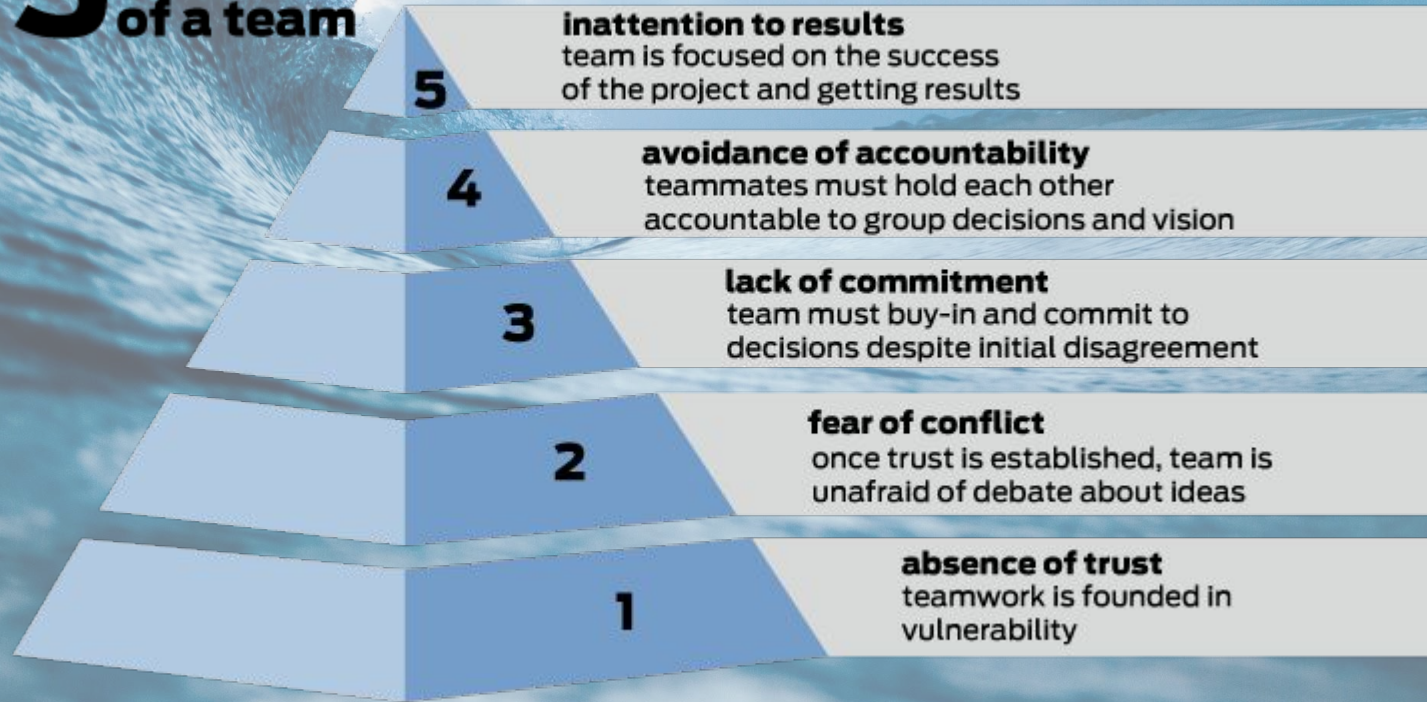 of a team
inattention to results
team is focused on the success
of the project and getting results
5
avoidance of accountability
teammates must hold each other
accountable to group decisions and vision
4
lack of commitment
team must buy-in and commit to
decisions despite initial disagreement
3
fear of conflict
once trust is established, team is
unafraid of debate about ideas
2
absence of trust
teamwork is founded in
vulnerability
1